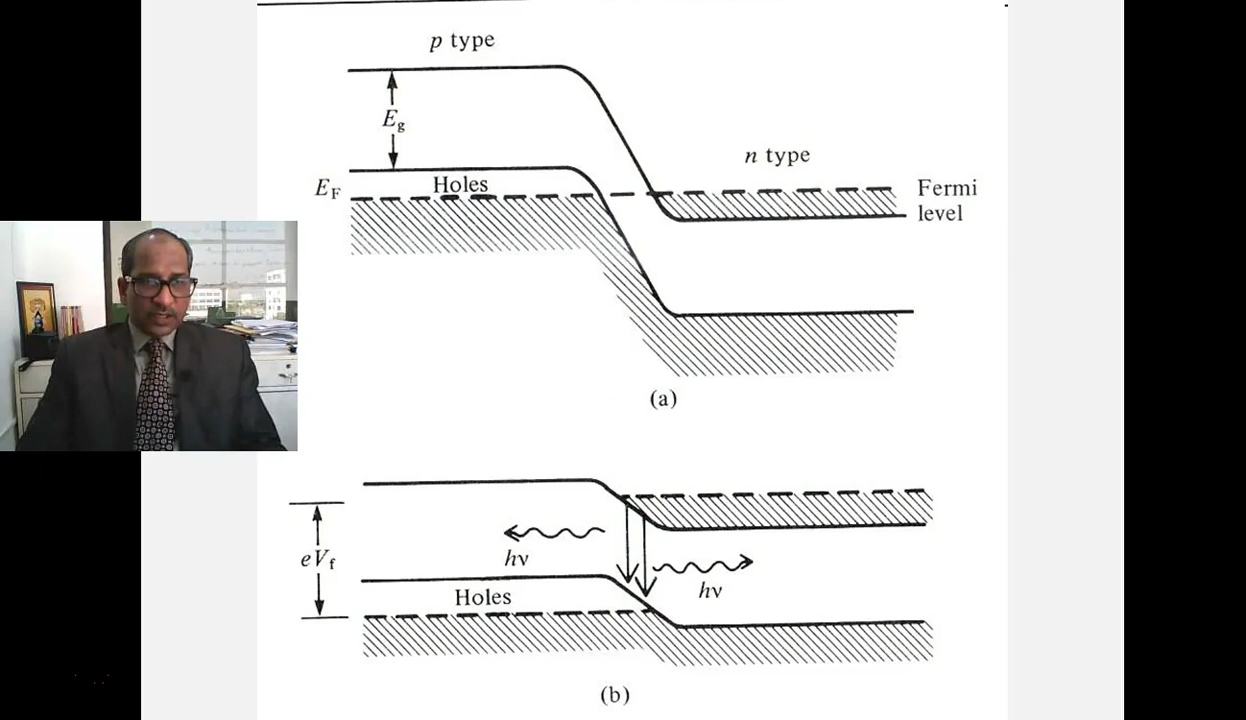 p type
E_g
n type
E_F
Holes
Fermi
level
(a)
eV_f
hν
hν
Holes
(b)